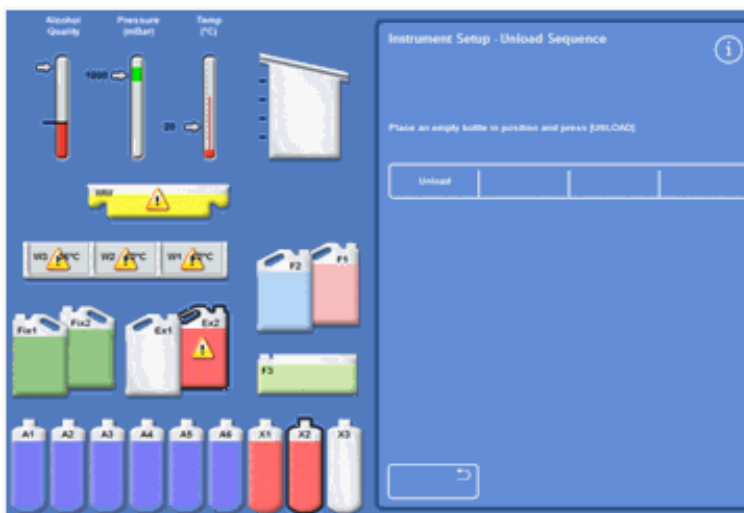 Alcohol Quality
Pressure (mBar)
Temp (°C)
1000
20
Instrument Setup - Unload Sequence
i
Place an empty bottle in position and press [UNLOAD]
Unload
W3 °C
W2 °C
W1 °C
F2
F1
Fix1
Fix2
Ex1
Ex2
F3
A1
A2
A3
A4
A5
A6
X1
X2
X3